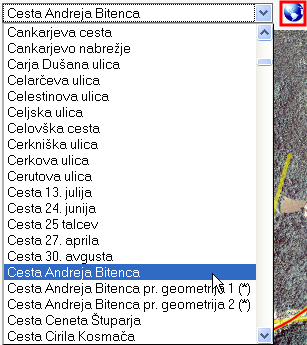 Cesta Andreja Bitenca
Cankarjeva cesta
Cankarjevo nabrežje
Carja Dušana ulica
Celarčeva ulica
Celestinova ulica
Celjska ulica
Celovška cesta
Cerkniška ulica
Cerkova ulica
Cerutova ulica
Cesta 13. julija
Cesta 24. junija
Cesta 25 talcev
Cesta 27. aprila
Cesta 30. avgusta
Cesta Andreja Bitenca
Cesta Andreja Bitenca pr. geometrija 1 (*)
Cesta Andreja Bitenca pr. geometrija 2 (*)
Cesta Ceneta Štuparja
Cesta Cirila Kosmača